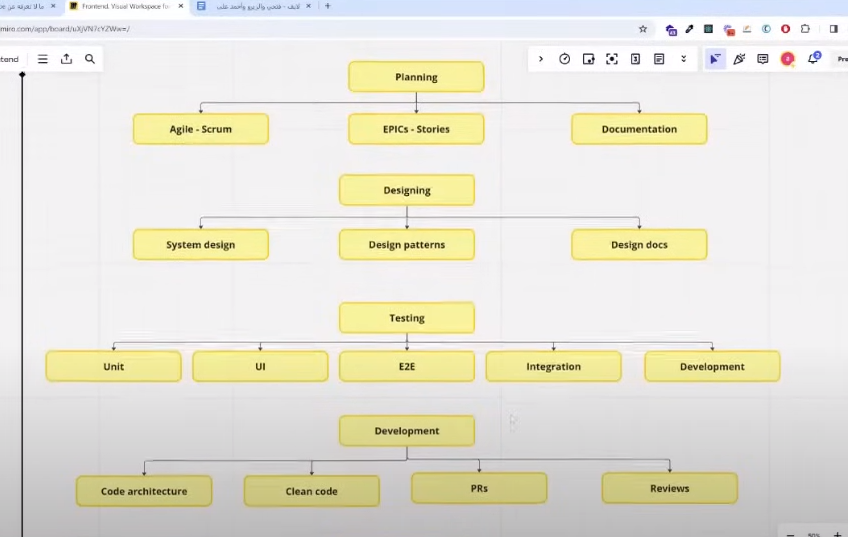 ما لا تعرفه عن
Frontend, Visual Workspace fo
لايف - فتحي والربيع وأحمد علي
miro.com/app/board/uXjVN7cYZWw=/
tend
Pre
Planning
Agile - Scrum EPICs - Stories Documentation
Designing
System design Design patterns Design docs
Testing
Unit UI E2E Integration Development
Development
Code architecture Clean code PRs Reviews
50%